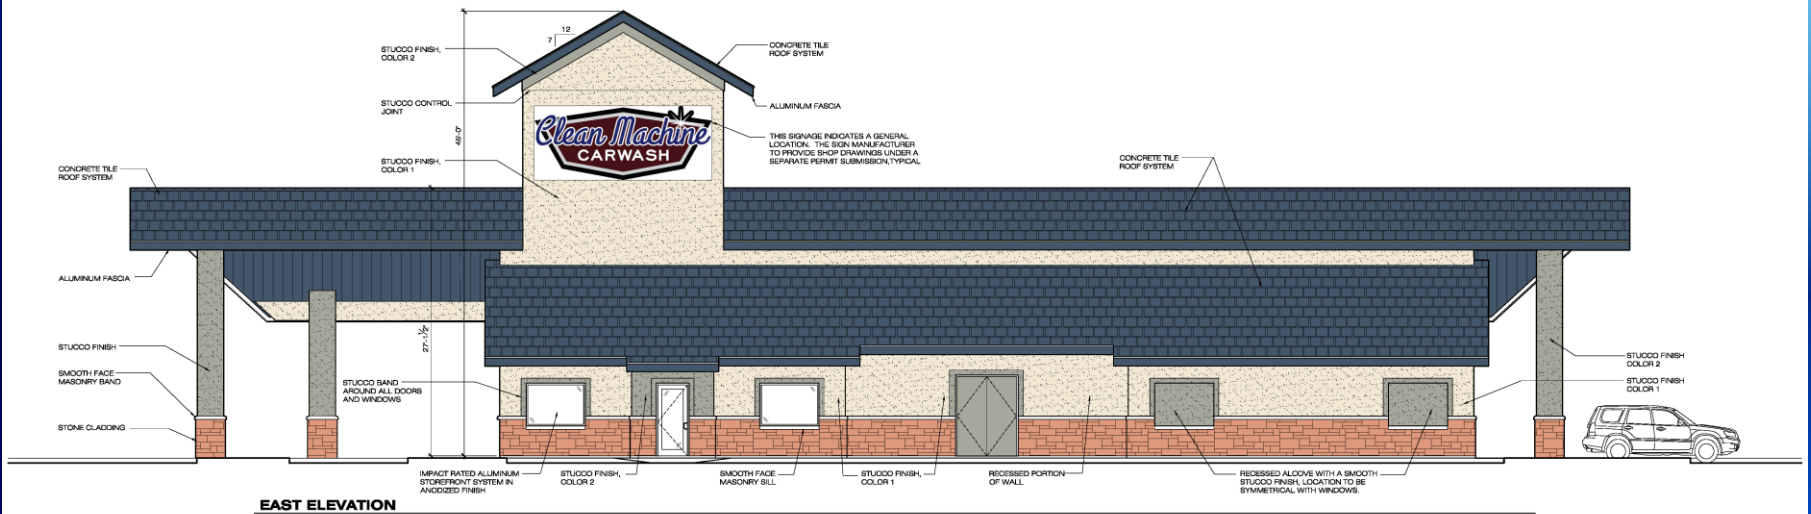 12
7
STUCCO FINISH,
COLOR 2
CONCRETE TILE
ROOF SYSTEM
STUCCO CONTROL
JOINT
ALUMINUM FASCIA
46'-0"
Clean Machine
CARWASH
THIS SIGNAGE INDICATES A GENERAL
LOCATION. THE SIGN MANUFACTURER
TO PROVIDE SHOP DRAWINGS UNDER A
SEPARATE PERMIT SUBMISSION,TYPICAL
STUCCO FINISH,
COLOR 1
CONCRETE TILE
ROOF SYSTEM
CONCRETE TILE
ROOF SYSTEM
ALUMINUM FASCIA
27'-1/2"
STUCCO FINISH
SMOOTH FACE
MASONRY BAND
STUCCO BAND
AROUND ALL DOORS
AND WINDOWS
STUCCO FINISH
COLOR 2
STUCCO FINISH
COLOR 1
STONE CLADDING
IMPACT RATED ALUMINUM
STOREFRONT SYSTEM IN
ANODIZED FINISH
STUCCO FINISH,
COLOR 2
SMOOTH FACE
MASONRY SILL
STUCCO FINISH,
COLOR 1
RECESSED PORTION
OF WALL
RECESSED ALCOVE WITH A SMOOTH
STUCCO FINISH, LOCATION TO BE
SYMMETRICAL WITH WINDOWS.
EAST ELEVATION